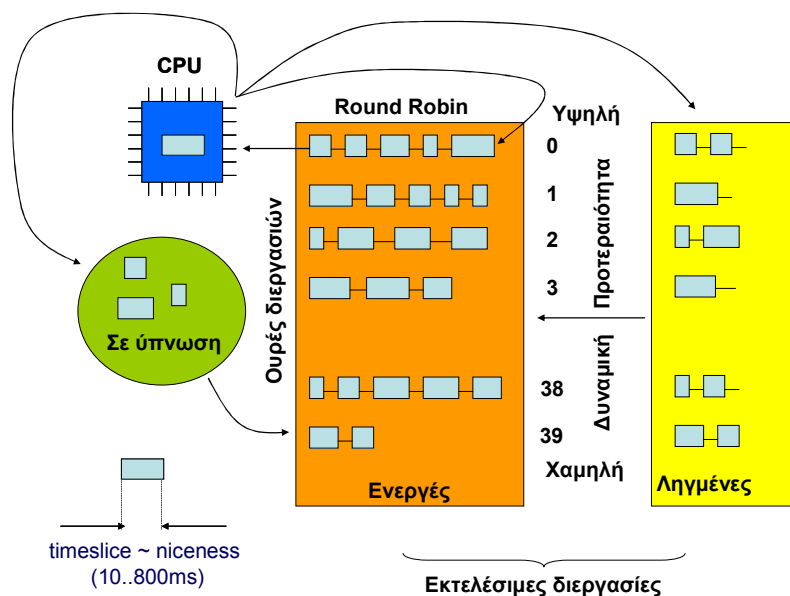 CPU
Round Robin
Υψηλή
0
1
2
3
38
39
Χαμηλή
Ουρές διεργασιών
Δυναμική Προτεραιότητα
Σε ύπνωση
Ενεργές
Ληγμένες
timeslice ~ niceness
(10..800ms)
Εκτελέσιμες διεργασίες